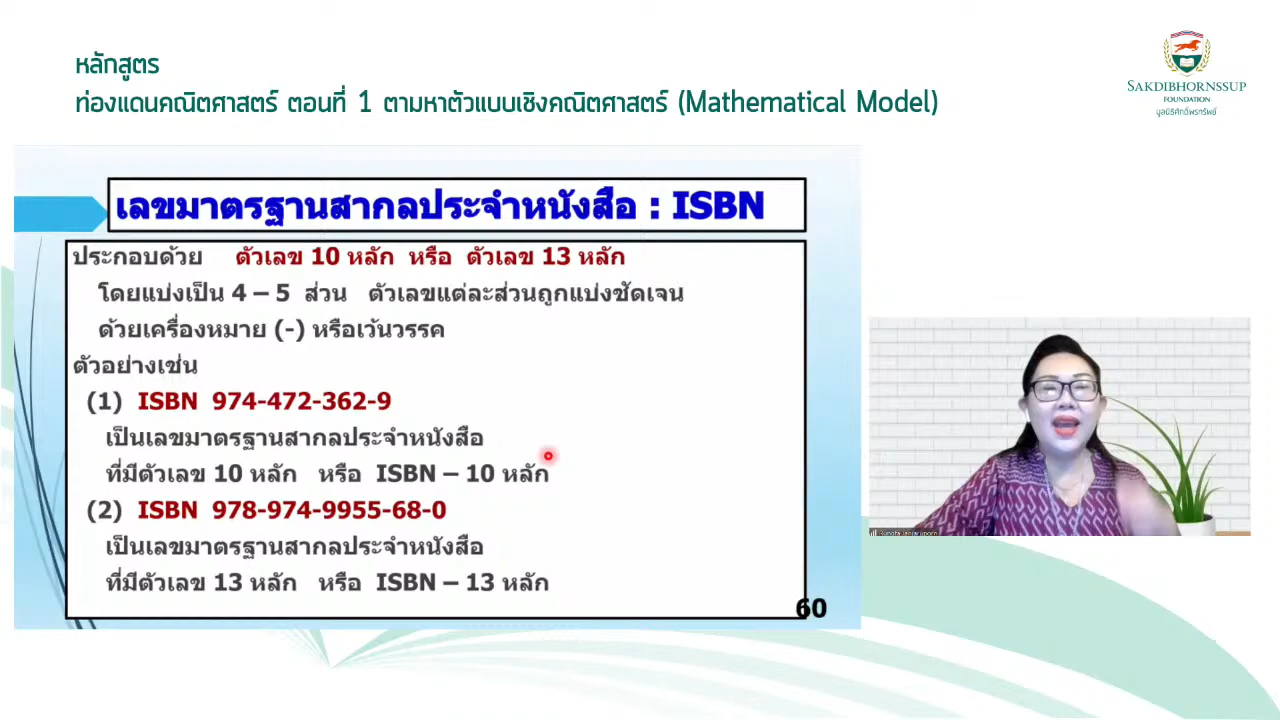 หลักสูตร
ท่องแดนคณิตศาสตร์ ตอนที่ 1 ตามหาตัวแบบเชิงคณิตศาสตร์ (Mathematical Model)
SAKDIBHORNSSUP
FOUNDATION
มูลนิธิศักดิ์พรทรัพย์
เลขมาตรฐานสากลประจำหนังสือ : ISBN
ประกอบด้วย ตัวเลข 10 หลัก หรือ ตัวเลข 13 หลัก
โดยแบ่งเป็น 4 – 5 ส่วน ตัวเลขแต่ละส่วนถูกแบ่งชัดเจน
ด้วยเครื่องหมาย (-) หรือเว้นวรรค
ตัวอย่างเช่น
(1) ISBN 974-472-362-9
เป็นเลขมาตรฐานสากลประจำหนังสือ
ที่มีตัวเลข 10 หลัก หรือ ISBN – 10 หลัก
(2) ISBN 978-974-9955-68-0
เป็นเลขมาตรฐานสากลประจำหนังสือ
ที่มีตัวเลข 13 หลัก หรือ ISBN – 13 หลัก
60